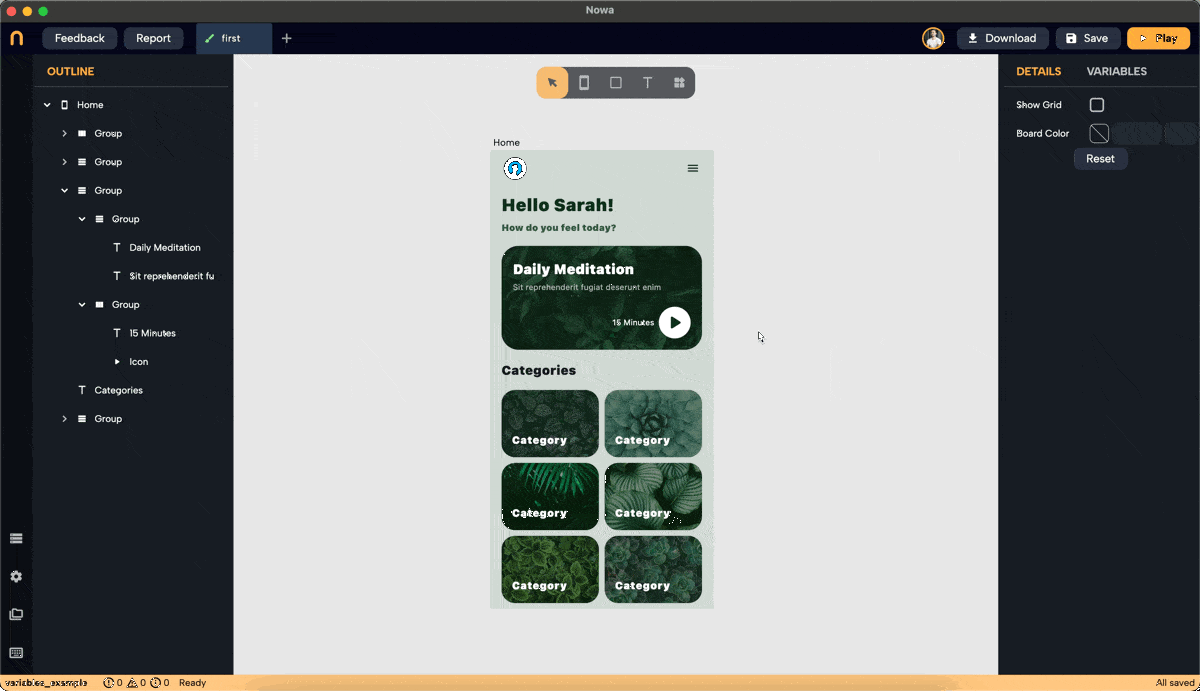 Nowa
Feedback
Report
first
Download
Save
Play
OUTLINE
Home
Group
Group
Group
Group
Daily Meditation
Sit reprehenderit fu
Group
15 Minutes
Icon
Categories
Group
Home
Hello Sarah!
How do you feel today?
Daily Meditation
Sit reprehenderit fugiat deserunt enim
15 Minutes
Categories
Category
Category
Category
Category
Category
Category
DETAILS
VARIABLES
Show Grid
Board Color
Reset
variables_example
0
0
0
Ready
All saved